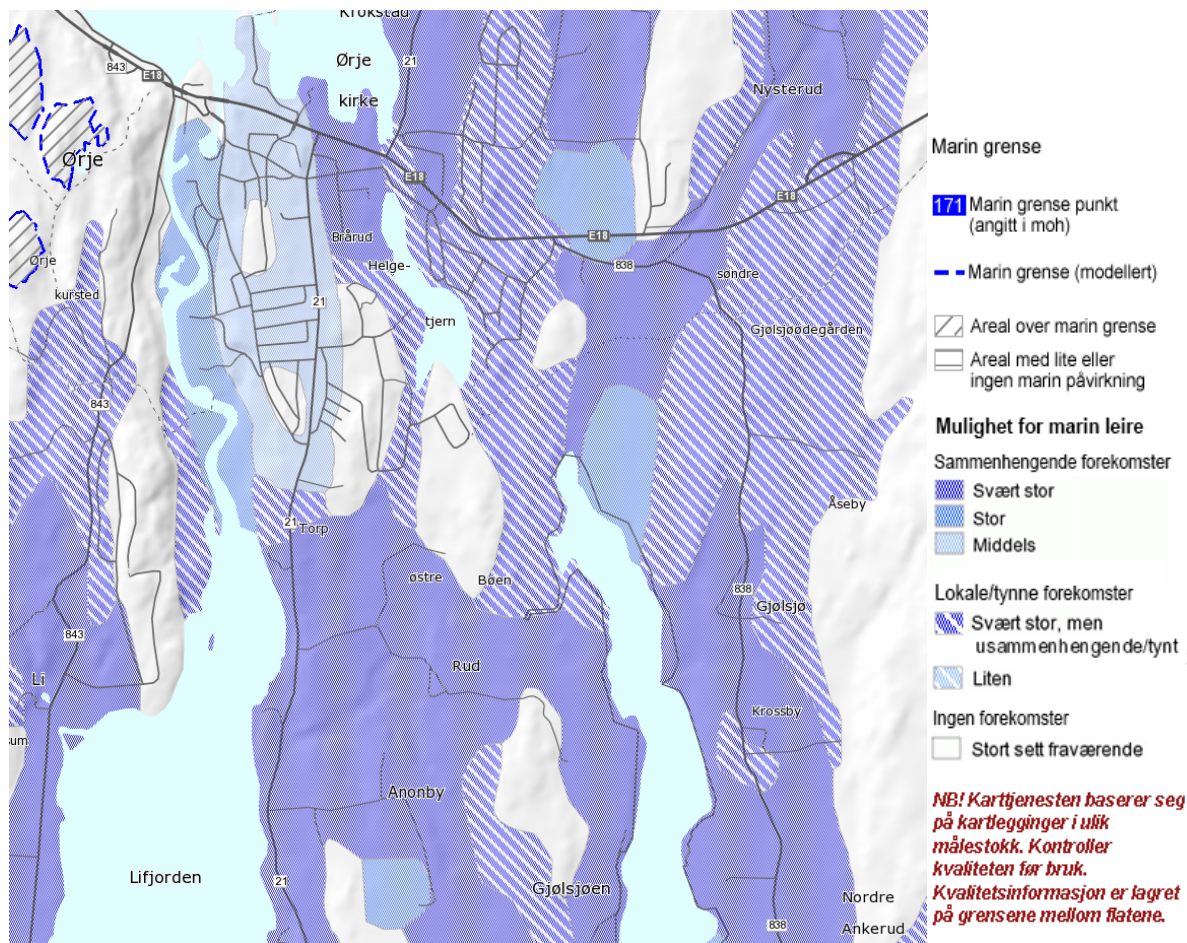 Krokstad
Ørje
kirke
21
843
E18
Nysterud
Ørje
E18
E18
Brårud
E18
Helge-
838
søndre
Ørje
kursted
21
tjern
Gjølsjøødegården
843
Åseby
21
Torp
østre
Bøen
838
Gjølsjø
843
Rud
Li
Krossby
sum
Anonby
Lifjorden
21
Gjølsjøen
Nordre
838
Ankerud
Marin grense
171 Marin grense punkt
(angitt i moh)
Marin grense (modellert)
Areal over marin grense
Areal med lite eller
ingen marin påvirkning
Mulighet for marin leire
Sammenhengende forekomster
Svært stor
Stor
Middels
Lokale/tynne forekomster
Svært stor, men
usammenhengende/tynt
Liten
Ingen forekomster
Stort sett fraværende
NB! Karttjenesten baserer seg
på kartlegginger i ulik
målestokk. Kontroller
kvaliteten før bruk.
Kvalitetsinformasjon er lagret
på grensene mellom flatene.